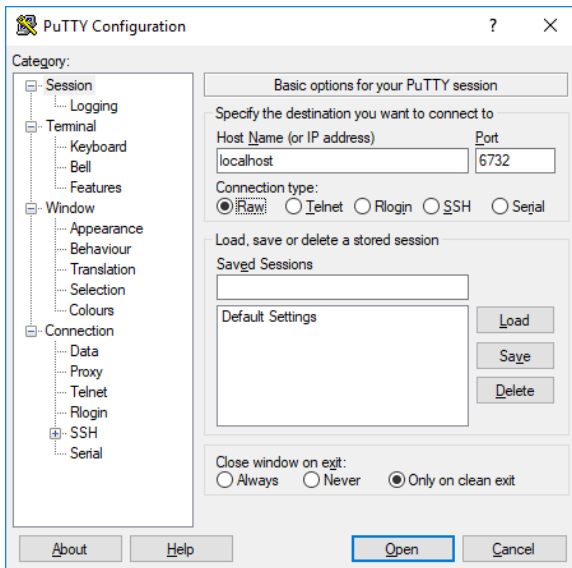 PuTTY Configuration
?
Category:
Session
Logging
Terminal
Keyboard
Bell
Features
Window
Appearance
Behaviour
Translation
Selection
Colours
Connection
Data
Proxy
Telnet
Rlogin
SSH
Serial
Basic options for your PuTTY session
Specify the destination you want to connect to
Host Name (or IP address) Port
localhost 6732
Connection type:
Raw Telnet Rlogin SSH Serial
Load, save or delete a stored session
Saved Sessions
Default Settings
Load
Save
Delete
Close window on exit:
Always Never Only on clean exit
About Help Open Cancel